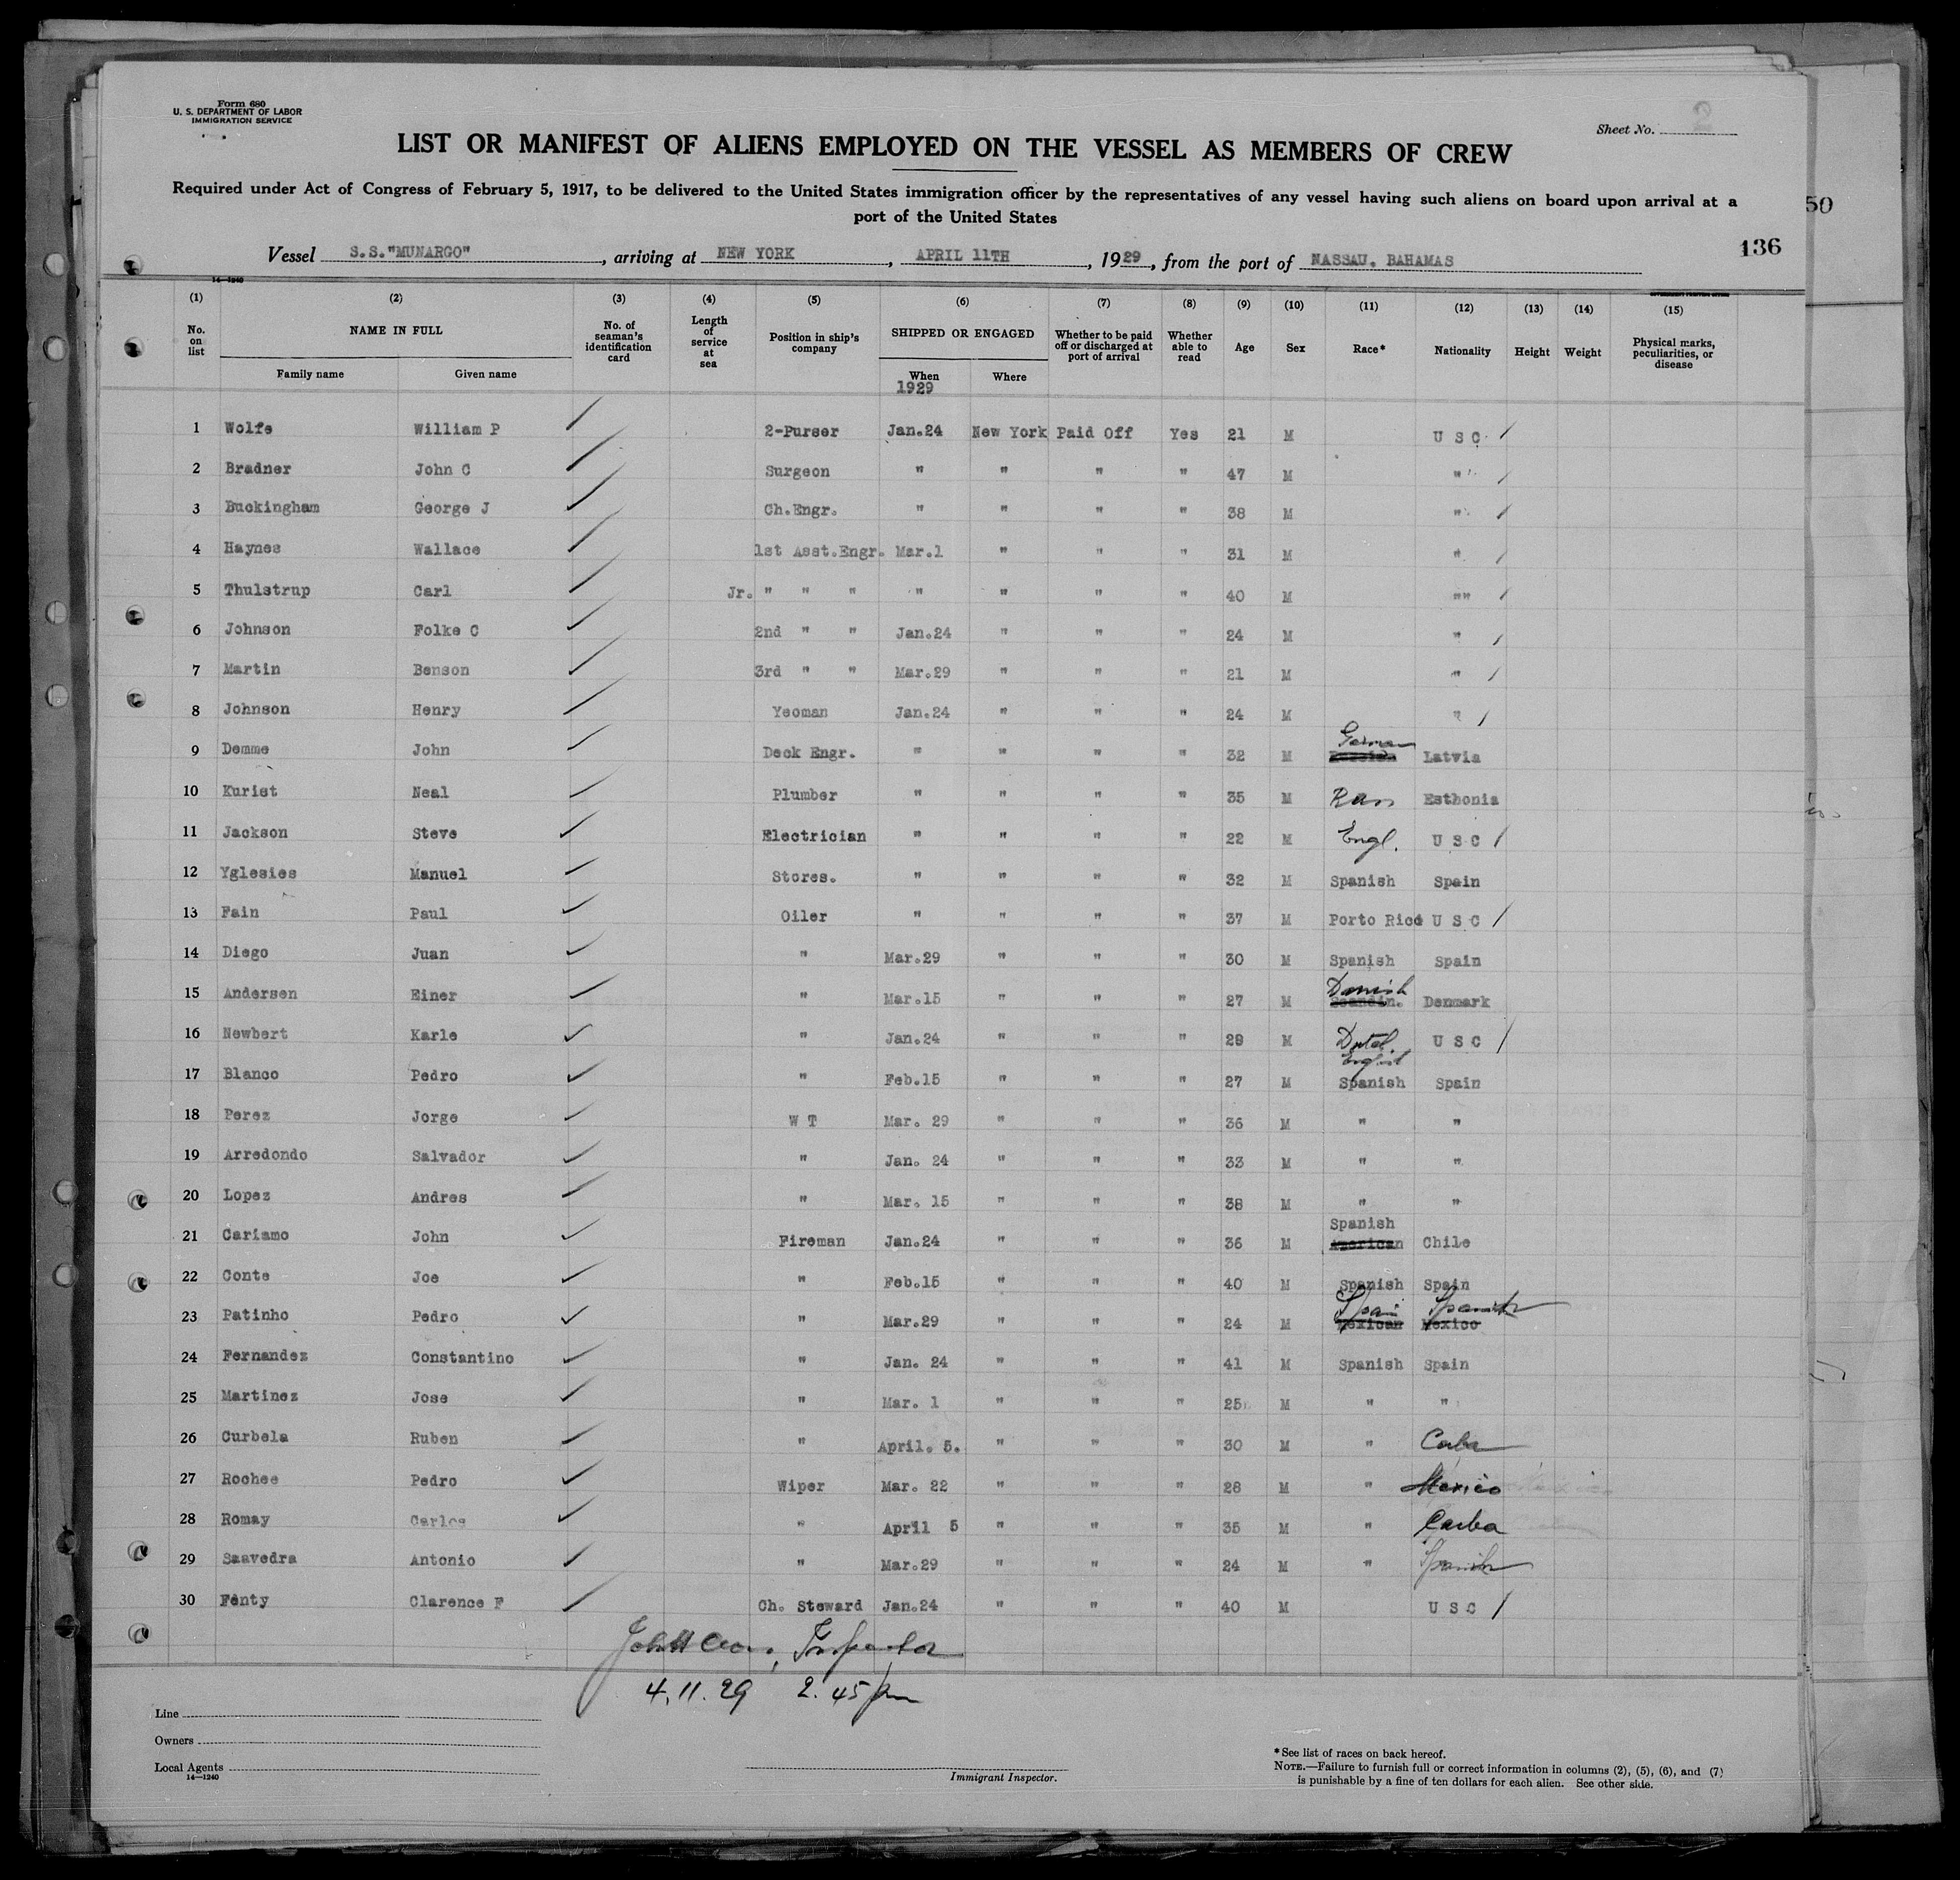 Form 680
U. S. DEPARTMENT OF LABOR
IMMIGRATION SERVICE
Sheet No. 2
LIST OR MANIFEST OF ALIENS EMPLOYED ON THE VESSEL AS MEMBERS OF CREW
Required under Act of Congress of February 5, 1917, to be delivered to the United States immigration officer by the representatives of any vessel having such aliens on board upon arrival at a
port of the United States
50
136
Vessel S.S."MUNARGO", arriving at NEW YORK, APRIL 11TH, 1929, from the port of NASSAU. BAHAMAS
14—1240
(1) (2) (3) (4) (5) (6) (7) (8) (9) (10) (11) (12) (13) (14) (15)
No. on list NAME IN FULL Family name Given name No. of seaman's identification card Length of service at sea Position in ship's company SHIPPED OR ENGAGED When Where Whether to be paid off or discharged at port of arrival Whether able to read Age Sex Race* Nationality Height Weight Physical marks, peculiarities, or disease
1929
1 Wolfe William P 2-Purser Jan.24 New York Paid Off Yes 21 M U S C
2 Bradner John C Surgeon " " " " 47 M "
3 Buckingham George J Ch.Engr. " " " " 38 M "
4 Haynes Wallace 1st Asst.Engr. Mar.1 " " " 31 M "
5 Thulstrup Carl Jr. " " " " " " " 40 M ""
6 Johnson Folke C 2nd " " Jan.24 " " " 24 M "
7 Martin Benson 3rd " " Mar.29 " " " 21 M "
8 Johnson Henry Yeoman Jan.24 " " " 24 M "
9 Demme John Deck Engr. " " " " 32 M German Russian Latvia
10 Kurist Neal Plumber " " " " 35 M Esthonia
11 Jackson Steve Electrician " " " " 22 M Engl. U S C
12 Yglesies Manuel Stores. " " " " 32 M Spanish Spain
13 Fain Paul Oiler " " " " 37 M Porto Rico U S C
14 Diego Juan " Mar.29 " " " 30 M Spanish Spain
15 Andersen Einer " Mar.15 " " " 27 M Danish Scandin. Denmark
16 Newbert Karle " Jan.24 " " " 29 M English U S C
17 Blanco Pedro " Feb.15 " " " 27 M Spanish Spain
18 Perez Jorge W T Mar. 29 " " " 36 M " "
19 Arredondo Salvador " Jan. 24 " " " 33 M " "
20 Lopez Andres " Mar. 15 " " " 38 M " "
21 Cariamo John Fireman Jan.24 " " " 36 M Spanish American Chile
22 Conte Joe " Feb.15 " " " 40 M Spanish Spain
23 Patinho Pedro " Mar.29 " " " 24 M Spain Mexican Spanish Mexico
24 Fernandez Constantino " Jan. 24 " " " 41 M Spanish Spain
25 Martinez Jose " Mar. 1 " " " 25 M " "
26 Curbela Ruben " April. 5. " " " 30 M " Cuba
27 Rochee Pedro Wiper Mar. 22 " " " 28 M " Mexico
28 Romay Carlos " April 5 " " " 35 M " Cuba
29 Saavedra Antonio " Mar.29 " " " 24 M " Spanish
30 Fenty Clarence F Ch. Steward Jan.24 " " " 40 M U S C
Inspector
4.11.29 2.45 pm
Line
Owners
Local Agents
14—1240
Immigrant Inspector.
*See list of races on back hereof.
NOTE.—Failure to furnish full or correct information in columns (2), (5), (6), and (7)
is punishable by a fine of ten dollars for each alien. See other side.